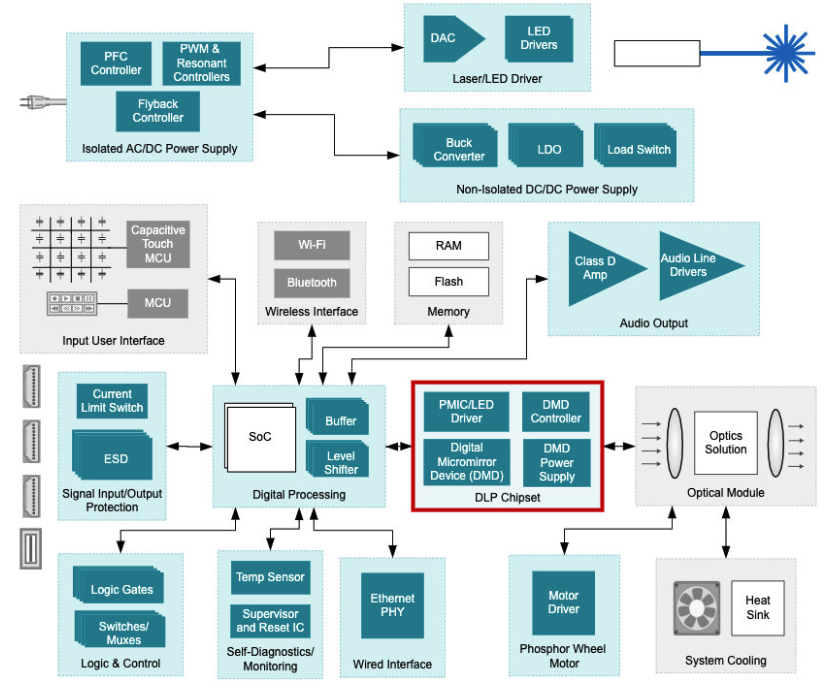 PFC
Controller
PWM &
Resonant
Controllers
Flyback
Controller
Isolated AC/DC Power Supply
DAC
LED
Drivers
Laser/LED Driver
Buck
Converter
LDO
Load Switch
Non-Isolated DC/DC Power Supply
Capacitive
Touch
MCU
MCU
Input User Interface
Wi-Fi
Bluetooth
Wireless Interface
RAM
Flash
Memory
Class D
Amp
Audio Line
Drivers
Audio Output
Current
Limit Switch
ESD
Signal Input/Output
Protection
SoC
Buffer
Level
Shifter
Digital Processing
PMIC/LED
Driver
DMD
Controller
Digital
Micromirror
Device (DMD)
DMD
Power
Supply
DLP Chipset
Optics
Solution
Optical Module
Logic Gates
Switches/
Muxes
Logic & Control
Temp Sensor
Supervisor
and Reset IC
Self-Diagnostics/
Monitoring
Ethernet
PHY
Wired Interface
Motor
Driver
Phosphor Wheel
Motor
Heat
Sink
System Cooling